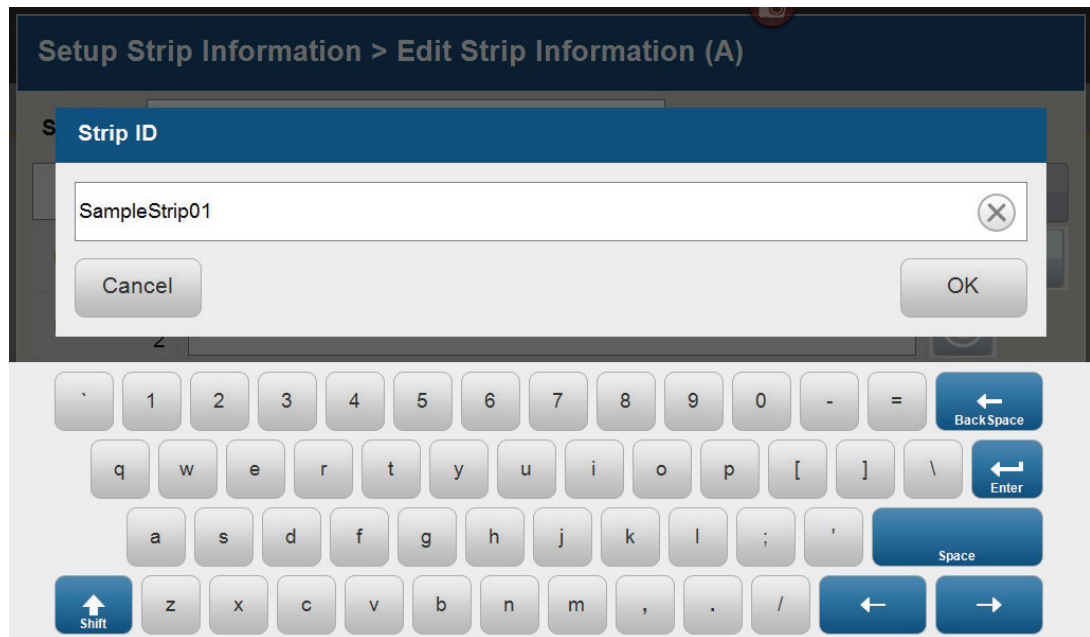 Setup Strip Information > Edit Strip Information (A)
S
Strip ID
SampleStrip01
Cancel
OK
2
` 1 2 3 4 5 6 7 8 9 0 - = BackSpace
q w e r t y u i o p [ ] \ Enter
a s d f g h j k l ; ' Space
Shift z x c v b n m , . /